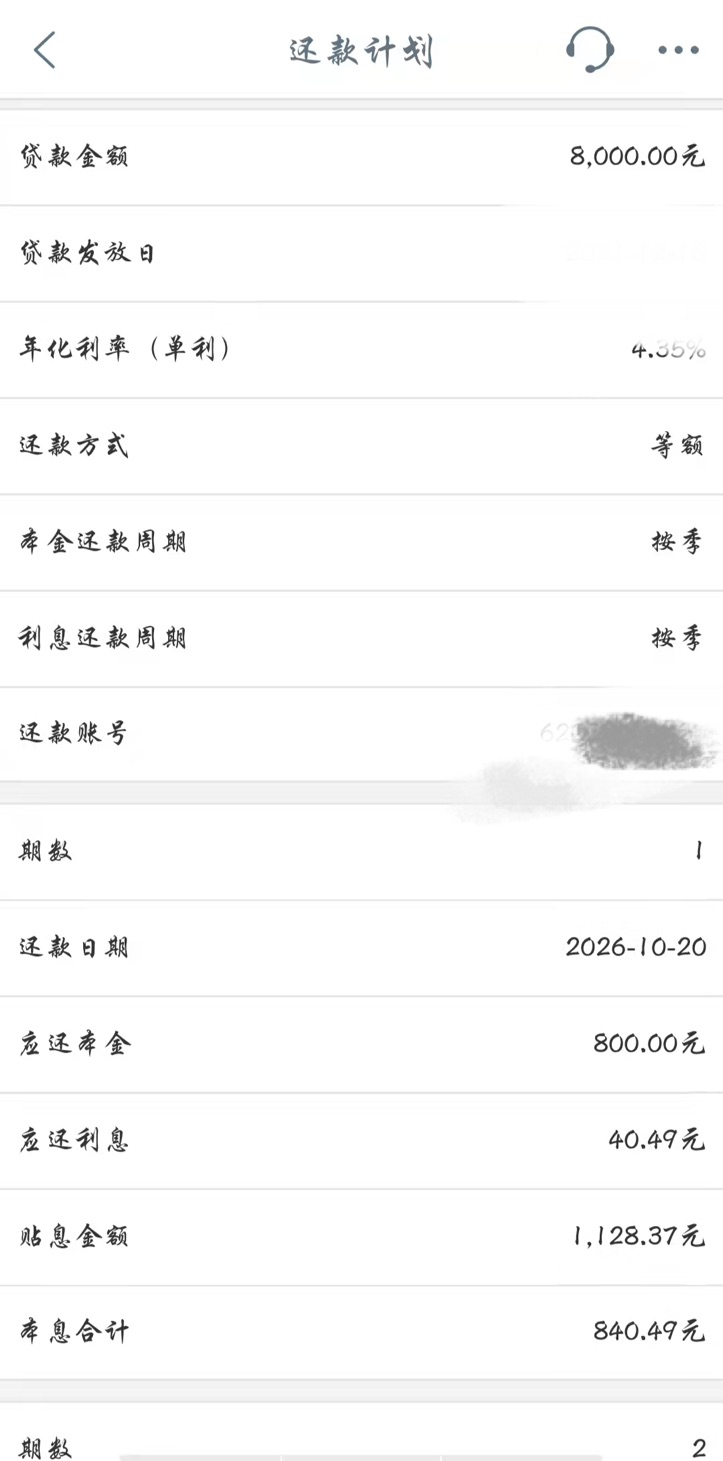 还款计划
贷款金额 8,000.00元
贷款发放日
年化利率（单利） 4.35%
还款方式 等额
本金还款周期 按季
利息还款周期 按季
还款账号 62
期数 1
还款日期 2026-10-20
应还本金 800.00元
应还利息 40.49元
贴息金额 1,128.37元
本息合计 840.49元
期数 2